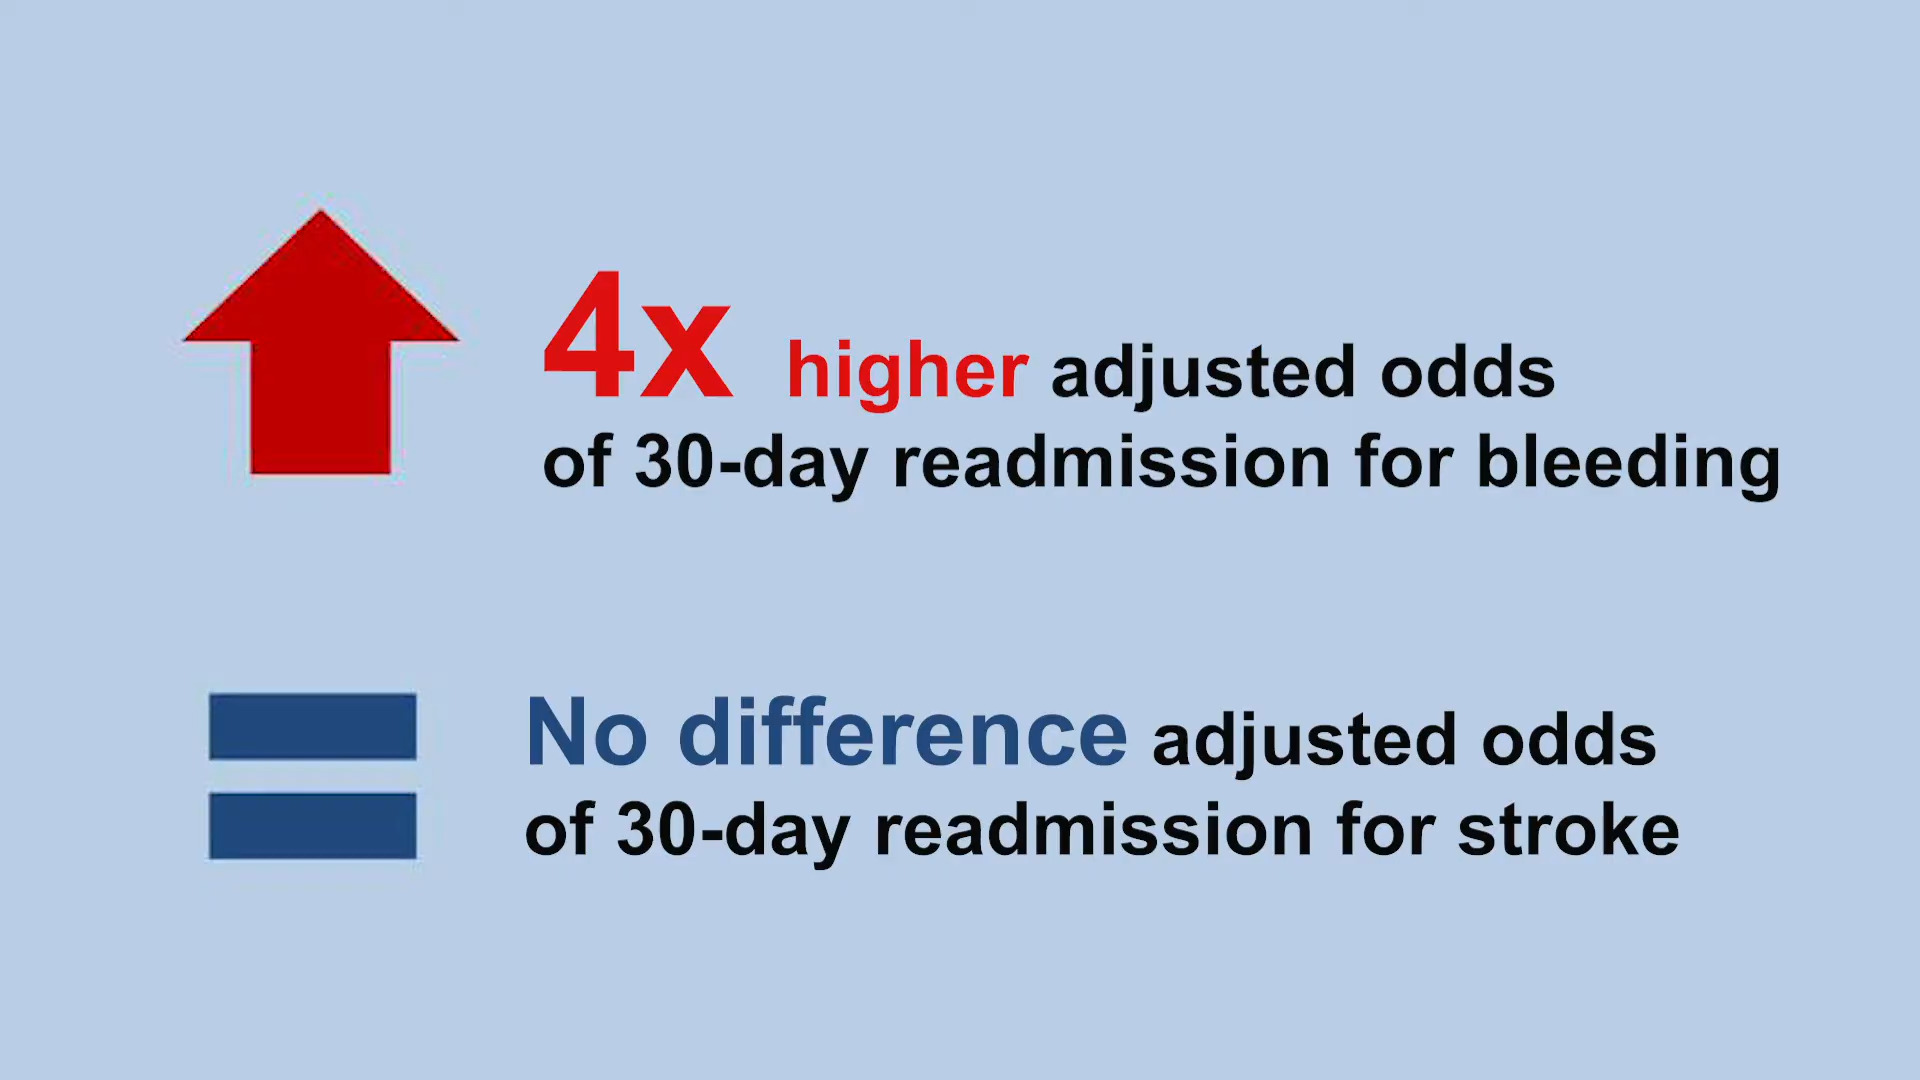 4x higher adjusted odds
of 30-day readmission for bleeding
No difference adjusted odds
of 30-day readmission for stroke